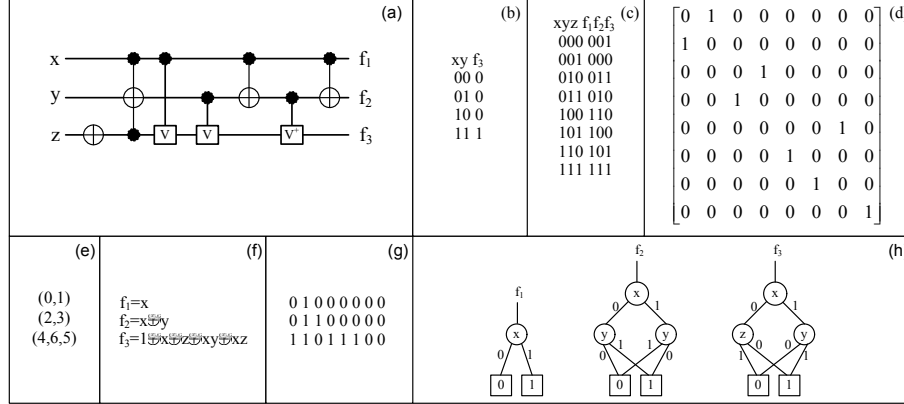 (a)
x
f₁
y
f₂
z
V
V
V⁺
f₃
(b)
xy f₃
00 0
01 0
10 0
11 1
(c)
xyz f₁f₂f₃
000 001
001 000
010 011
011 010
100 110
101 100
110 101
111 111
(d
0 1 0 0 0 0 0 0
1 0 0 0 0 0 0 0
0 0 0 1 0 0 0 0
0 0 1 0 0 0 0 0
0 0 0 0 0 0 1 0
0 0 0 0 1 0 0 0
0 0 0 0 0 1 0 0
0 0 0 0 0 0 0 1
(e)
(0,1)
(2,3)
(4,6,5)
(f)
f₁=x
f₂=x⊕y
f₃=1⊕x⊕z⊕xy⊕xz
(g)
0 1 0 0 0 0 0 0
0 1 1 0 0 0 0 0
1 1 0 1 1 1 0 0
(h
f₁
x
0 1
0 1
f₂
x
0 1
y y
0 1 1 0
0 1
f₃
x
0 1
z y
1 0 0 1
0 1